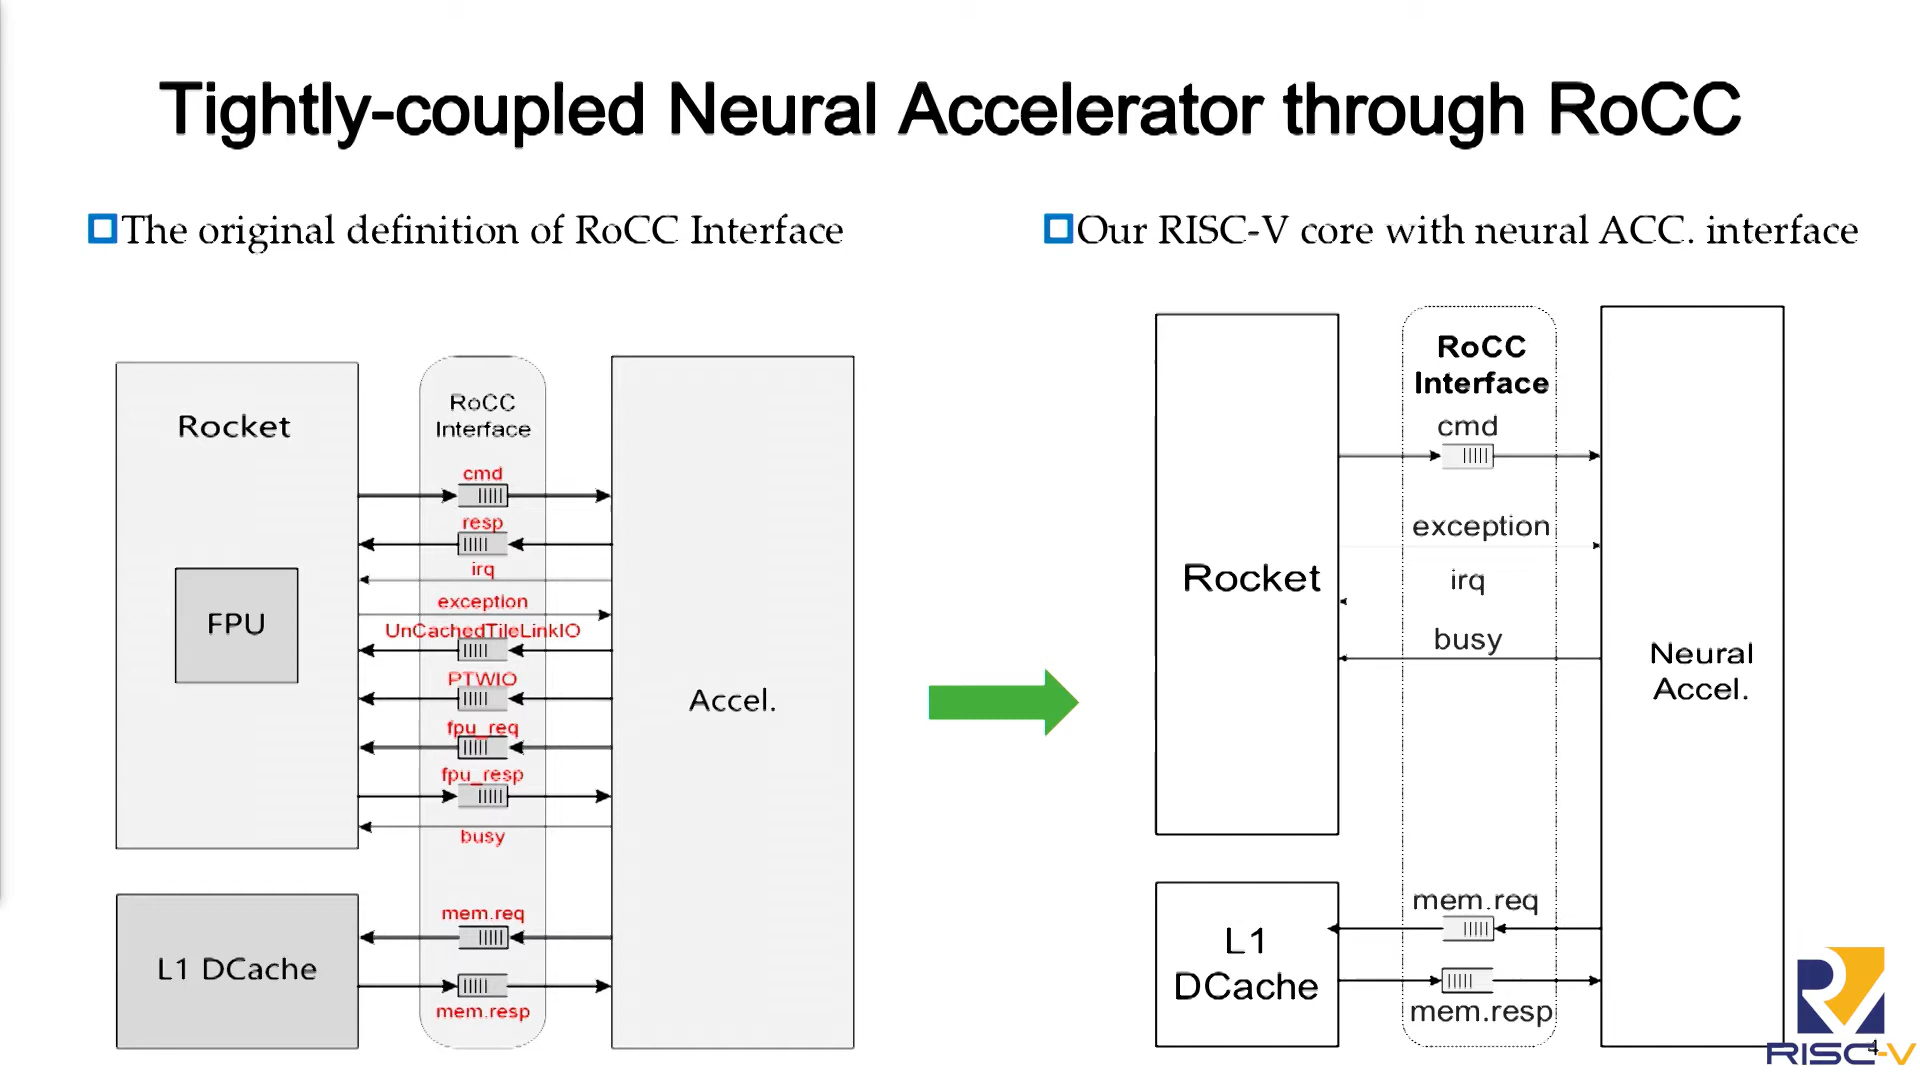 Tightly-coupled Neural Accelerator through RoCC
The original definition of RoCC Interface
Rocket
FPU
L1 DCache
RoCC
Interface
cmd
resp
irq
exception
UnCachedTileLinkIO
PTWIO
fpu_req
fpu_resp
busy
mem.req
mem.resp
Accel.
Our RISC-V core with neural ACC. interface
Rocket
L1
DCache
RoCC
Interface
cmd
exception
irq
busy
mem.req
mem.resp
Neural
Accel.
RISC-V
4